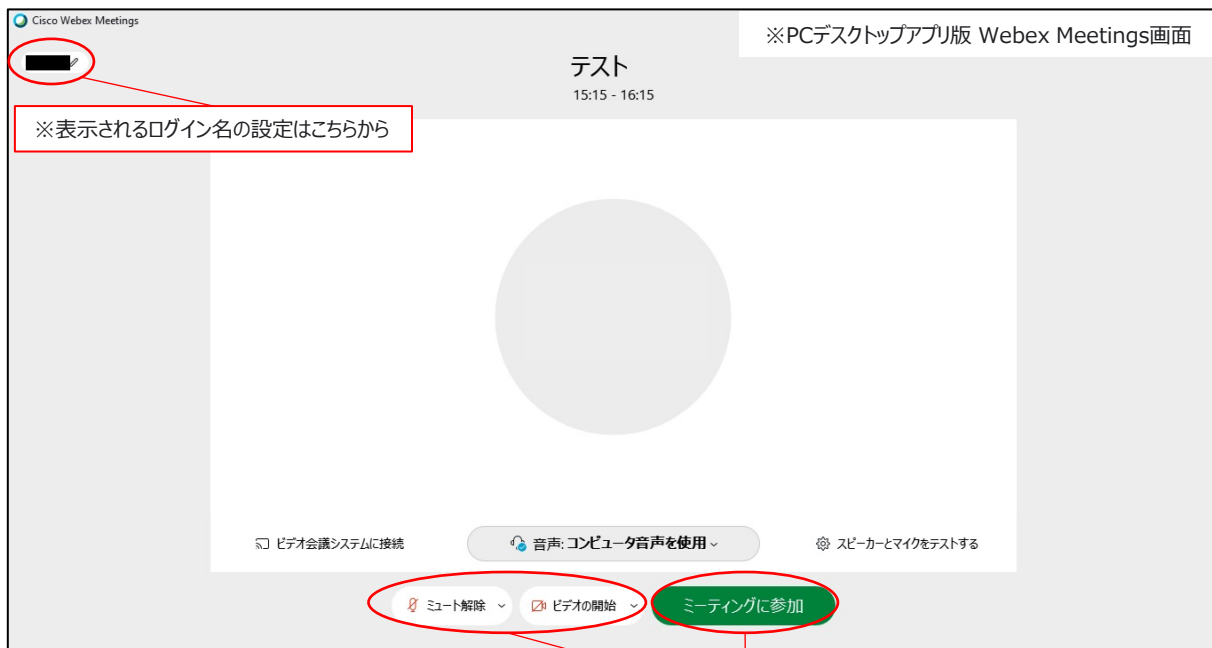 Cisco Webex Meetings
※PCデスクトップアプリ版 Webex Meetings画面
テスト
15:15 - 16:15
※表示されるログイン名の設定はこちらから
ビデオ会議システムに接続
音声: コンピュータ音声を使用
スピーカーとマイクをテストする
ミュート解除
ビデオの開始
ミーティングに参加